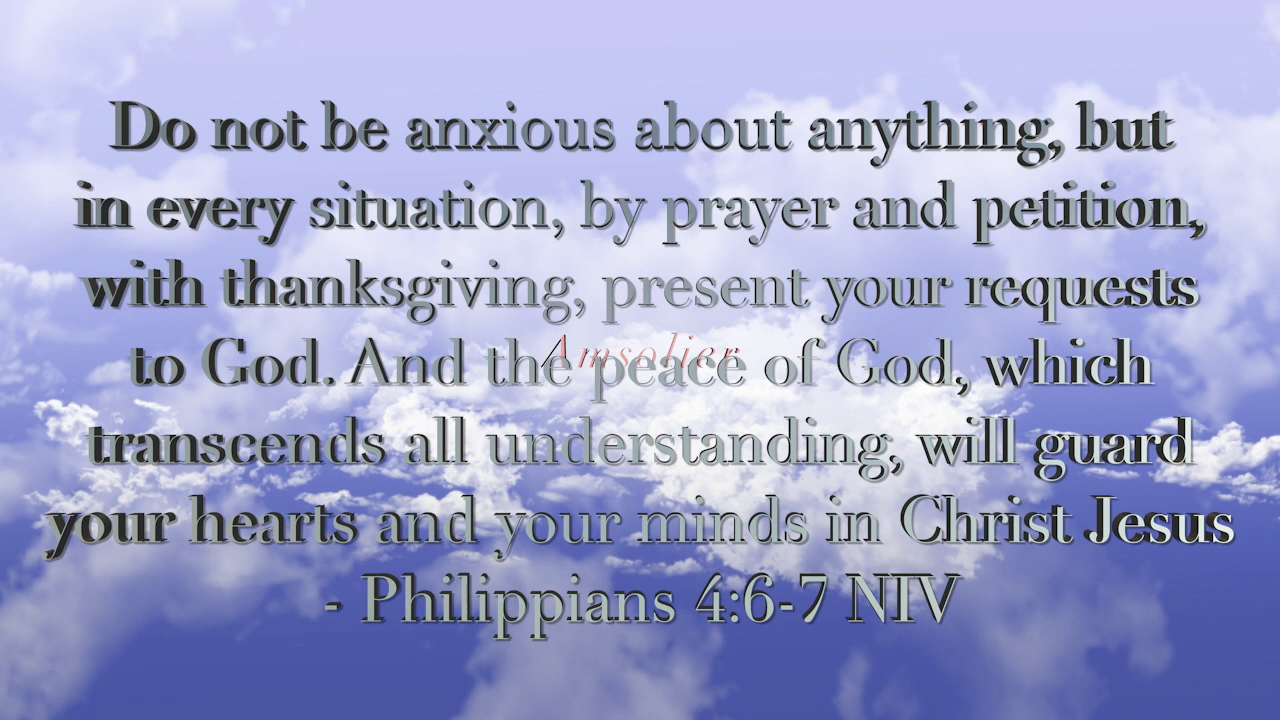 Do not be anxious about anything, but
in every situation, by prayer and petition,
with thanksgiving, present your requests
Amsolier
to God. And the peace of God, which
transcends all understanding, will guard
your hearts and your minds in Christ Jesus
- Philippians 4:6-7 NIV